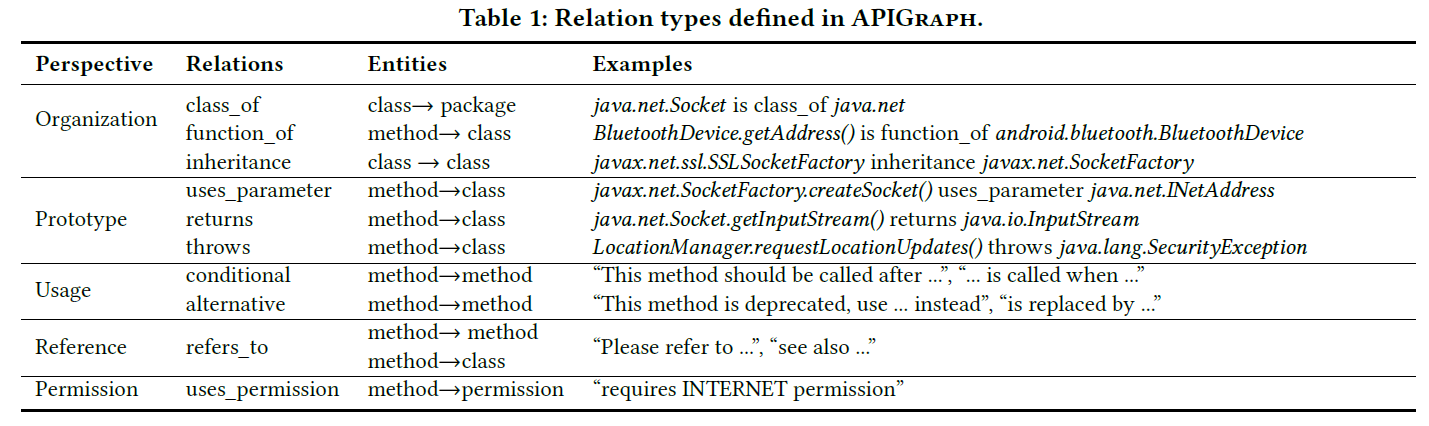 Table 1: Relation types defined in APIGraph.
Perspective Relations Entities Examples
Organization
class_of class→ package java.net.Socket is class_of java.net
function_of method→ class BluetoothDevice.getAddress() is function_of android.bluetooth.BluetoothDevice
inheritance class → class javax.net.ssl.SSLSocketFactory inheritance javax.net.SocketFactory
Prototype
uses_parameter method→class javax.net.SocketFactory.createSocket() uses_parameter java.net.INetAddress
returns method→class java.net.Socket.getInputStream() returns java.io.InputStream
throws method→class LocationManager.requestLocationUpdates() throws java.lang.SecurityException
Usage
conditional method→method “This method should be called after ...”, “... is called when ...”
alternative method→method “This method is deprecated, use ... instead”, “is replaced by ...”
Reference refers_to
method→ method
method→class
“Please refer to ...”, “see also ...”
Permission uses_permission method→permission “requires INTERNET permission”